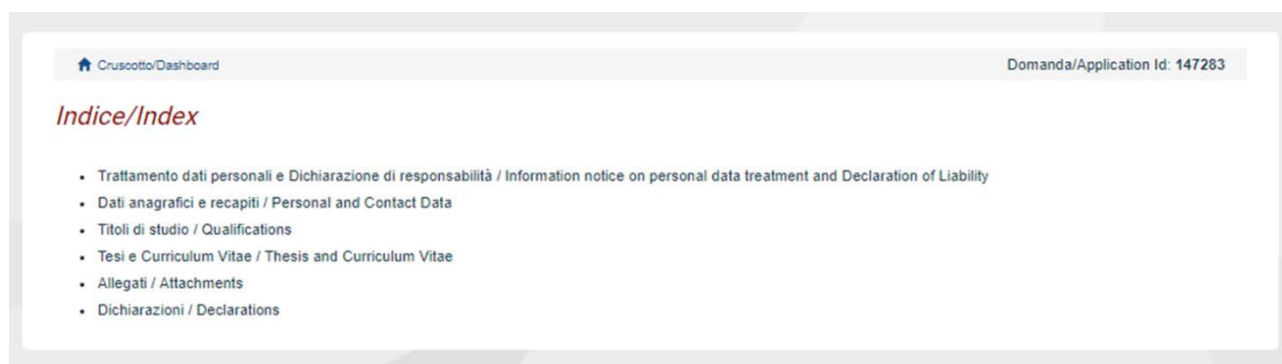 Cruscotto/Dashboard Domanda/Application Id: 147283
Indice/Index
• Trattamento dati personali e Dichiarazione di responsabilità / Information notice on personal data treatment and Declaration of Liability
• Dati anagrafici e recapiti / Personal and Contact Data
• Titoli di studio / Qualifications
• Tesi e Curriculum Vitae / Thesis and Curriculum Vitae
• Allegati / Attachments
• Dichiarazioni / Declarations